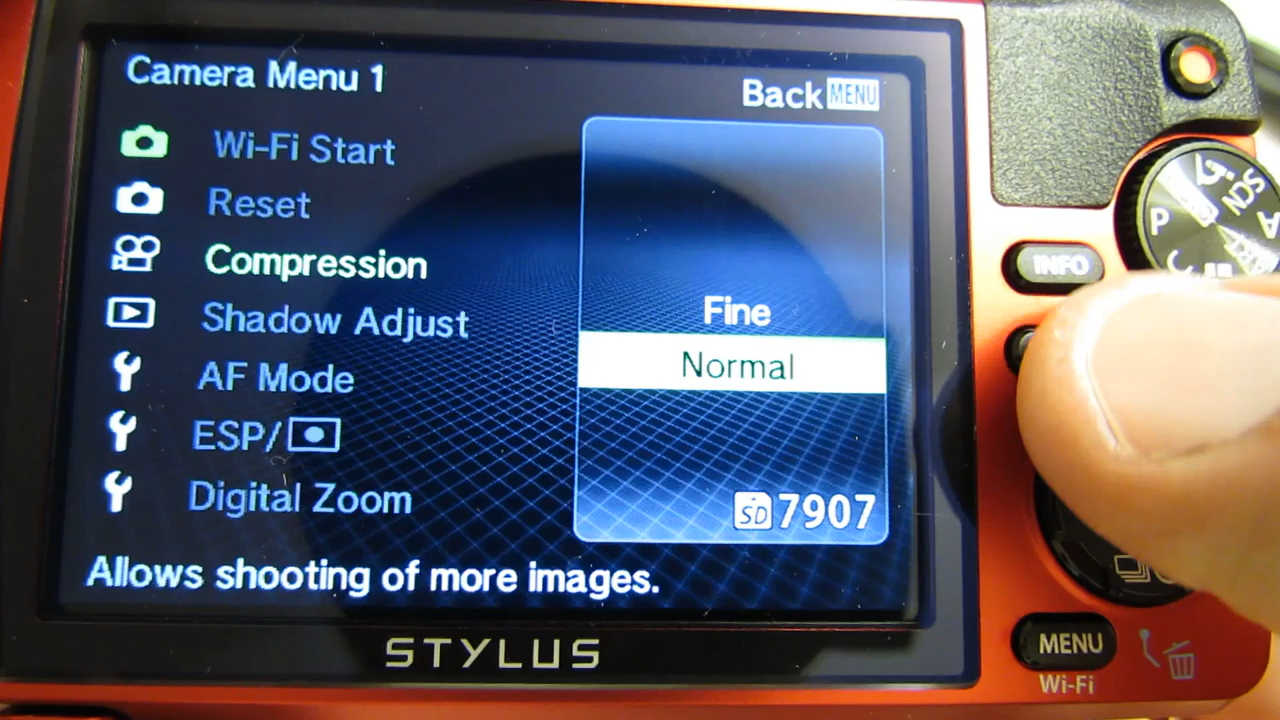 Camera Menu 1
Back MENU
Wi-Fi Start
Reset
Compression
Shadow Adjust
AF Mode
ESP/
Digital Zoom
Fine
Normal
SD 7907
Allows shooting of more images.
STYLUS
SCN
A
P
C
INFO
MENU
Wi-Fi